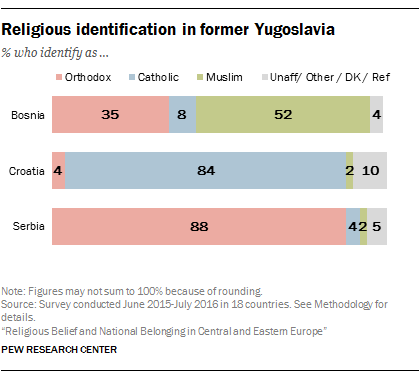 Religious identification in former Yugoslavia
% who identify as ...
Orthodox Catholic Muslim Unaff/ Other / DK / Ref
Bosnia 35 8 52 4
Croatia 4 84 2 10
Serbia 88 4 2 5
Note: Figures may not sum to 100% because of rounding.
Source: Survey conducted June 2015-July 2016 in 18 countries. See Methodology for
details.
“Religious Belief and National Belonging in Central and Eastern Europe”
PEW RESEARCH CENTER